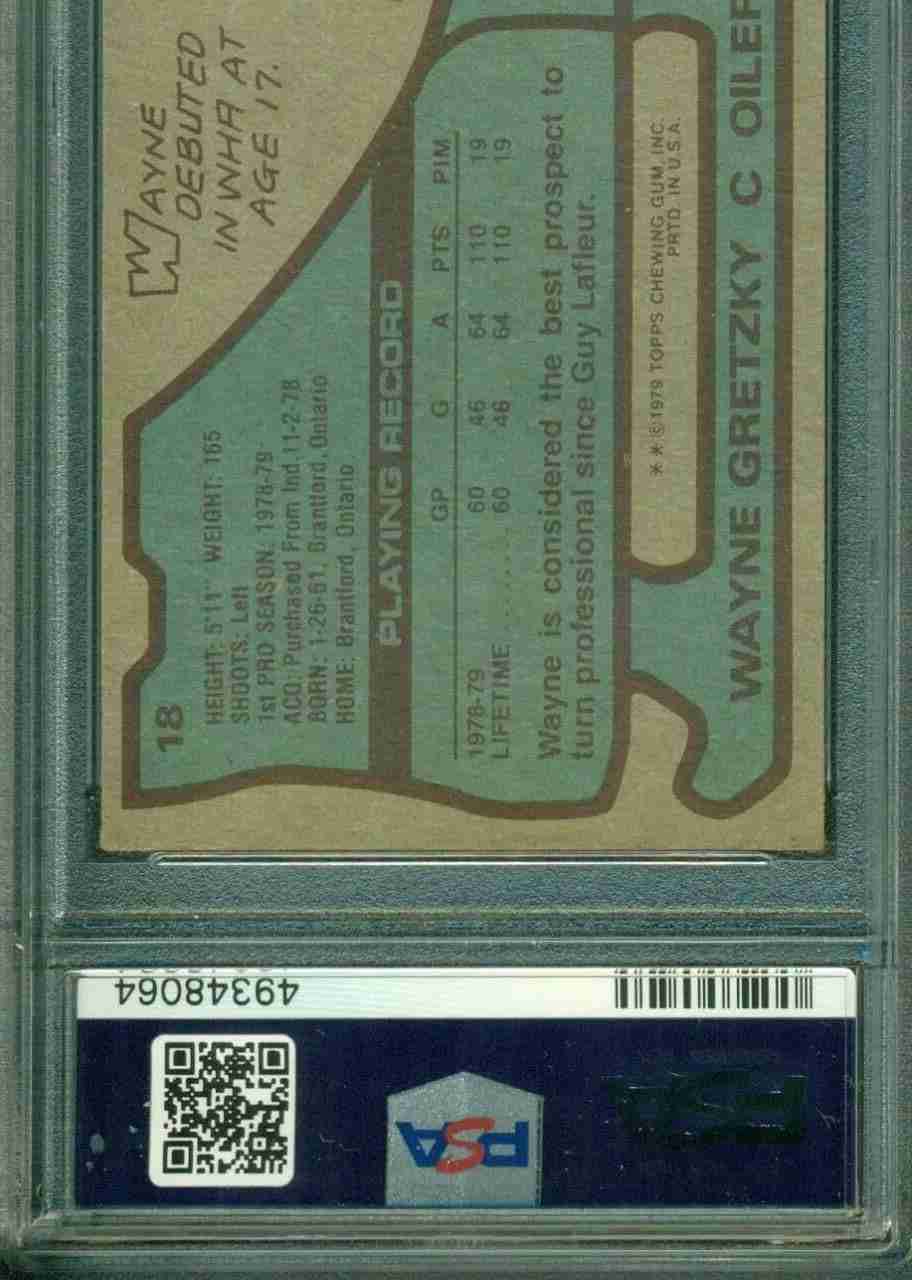 WAYNE
DEBUTED
IN WHA AT
AGE 17.
18
HEIGHT: 5'11" WEIGHT: 165
SHOOTS: Left
1st PRO SEASON: 1978-79
ACQ: Purchased From Ind. 11-2-78
BORN: 1-26-61, Brantford, Ontario
HOME: Brantford, Ontario
PLAYING RECORD
GP G A PTS PIM
1978-79 60 46 64 110 19
LIFETIME ....... 60 46 64 110 19
Wayne is considered the best prospect to
turn professional since Guy Lafleur.
**©1979 TOPPS CHEWING GUM, INC.
PRTD. IN U.S.A.
WAYNE GRETZKY C OILER
49348064
PSA
PSA